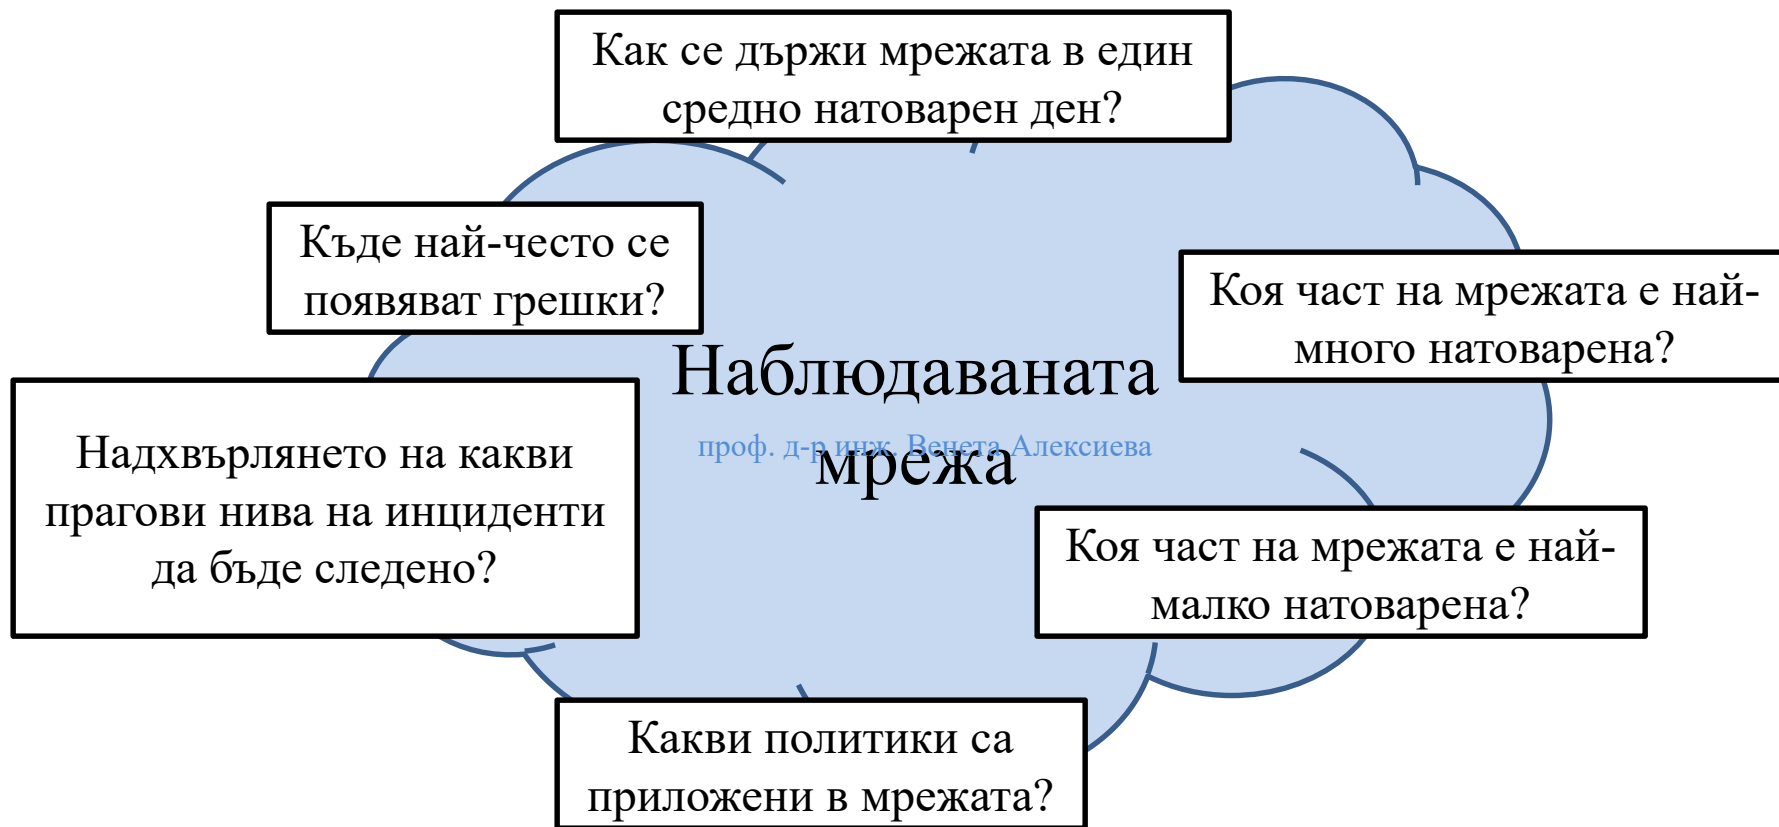 Как се държи мрежата в един
средно натоварен ден?
Къде най-често се
появяват грешки?
Коя част на мрежата е най-
много натоварена?
Наблюдаваната
мрежа
проф. д-р инж. Венета Алексиева
Надхвърлянето на какви
прагови нива на инциденти
да бъде следено?
Коя част на мрежата е най-
малко натоварена?
Какви политики са
приложени в мрежата?